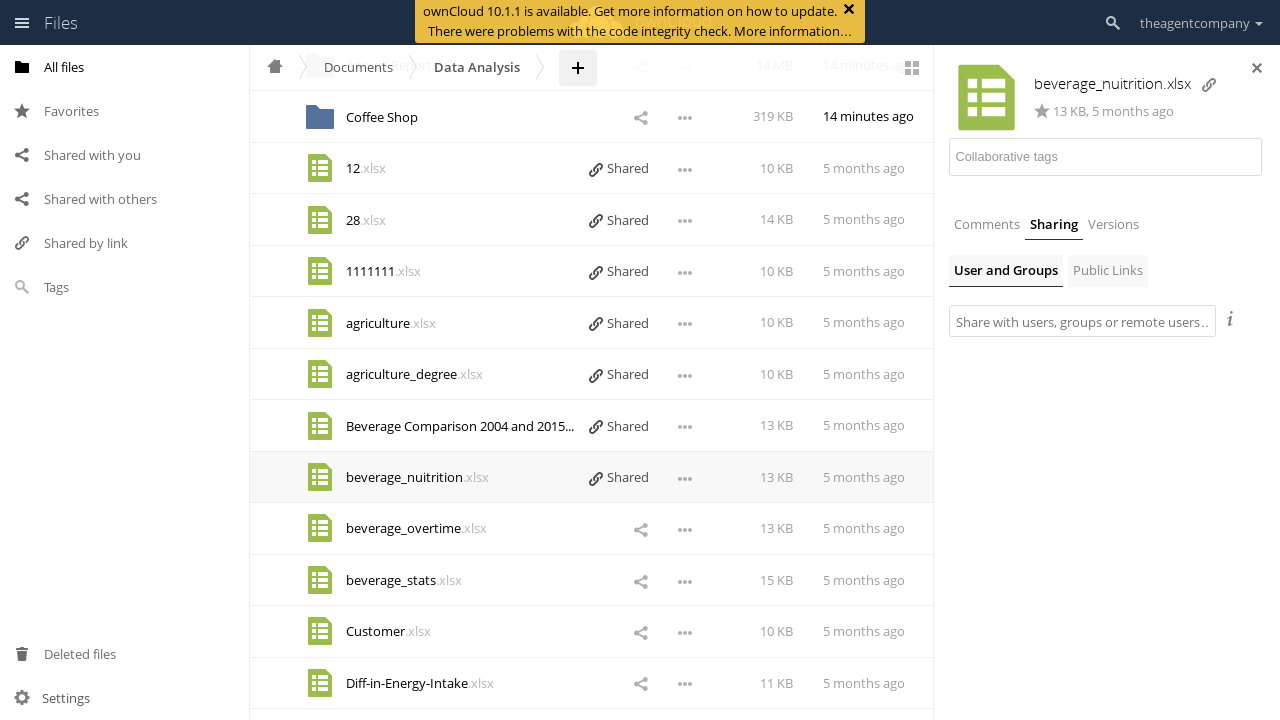 Files
ownCloud 10.1.1 is available. Get more information on how to update.
There were problems with the code integrity check. More information…
theagentcompany
All files
Favorites
Shared with you
Shared with others
Shared by link
Tags
Deleted files
Settings
Documents
Data Analysis
14 MB
Coffee Shop 319 KB 14 minutes ago
12.xlsx Shared 10 KB 5 months ago
28.xlsx Shared 14 KB 5 months ago
1111111.xlsx Shared 10 KB 5 months ago
agriculture.xlsx Shared 10 KB 5 months ago
agriculture_degree.xlsx Shared 10 KB 5 months ago
Beverage Comparison 2004 and 2015... Shared 13 KB 5 months ago
beverage_nuitrition.xlsx Shared 13 KB 5 months ago
beverage_overtime.xlsx 13 KB 5 months ago
beverage_stats.xlsx 15 KB 5 months ago
Customer.xlsx 10 KB 5 months ago
Diff-in-Energy-Intake.xlsx 11 KB 5 months ago
beverage_nuitrition.xlsx
13 KB, 5 months ago
Collaborative tags
Comments Sharing Versions
User and Groups Public Links
Share with users, groups or remote users…
i